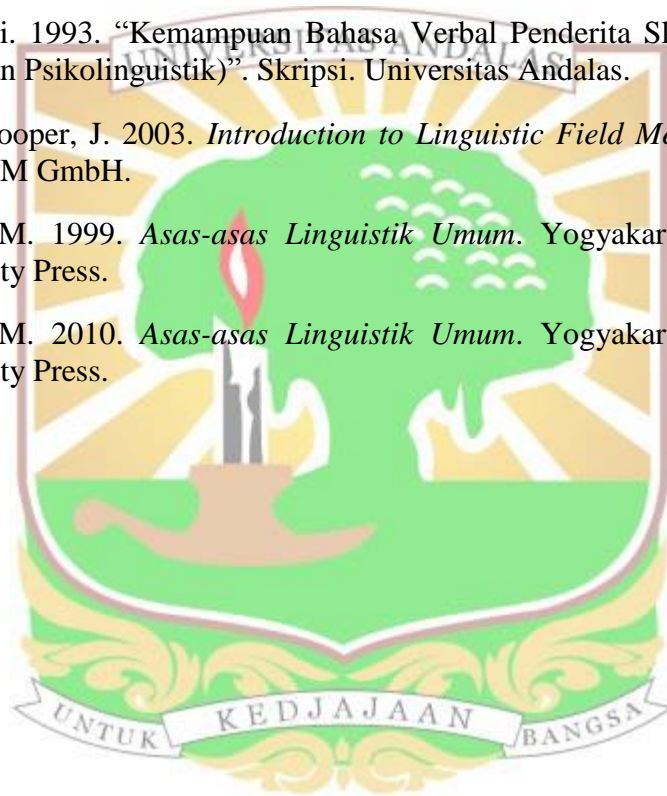 i. 1993. “Kemampuan Bahasa Verbal Penderita Sk
UNIVERSITAS ANDALAS
n Psikolinguistik)”. Skripsi. Universitas Andalas.
ooper, J. 2003. Introduction to Linguistic Field Me
M GmbH.
M. 1999. Asas-asas Linguistik Umum. Yogyakar
ty Press.
M. 2010. Asas-asas Linguistik Umum. Yogyakar
ty Press.
UNTUK KEDJAJAAN BANGSA